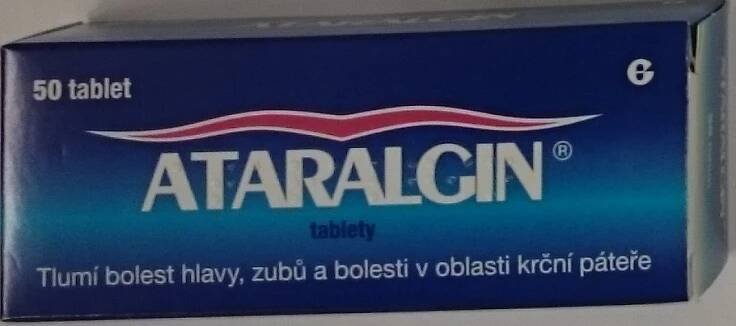 50 tablet
ATARALGIN®
tablety
Tlumí bolest hlavy, zubů a bolesti v oblasti krční páteře